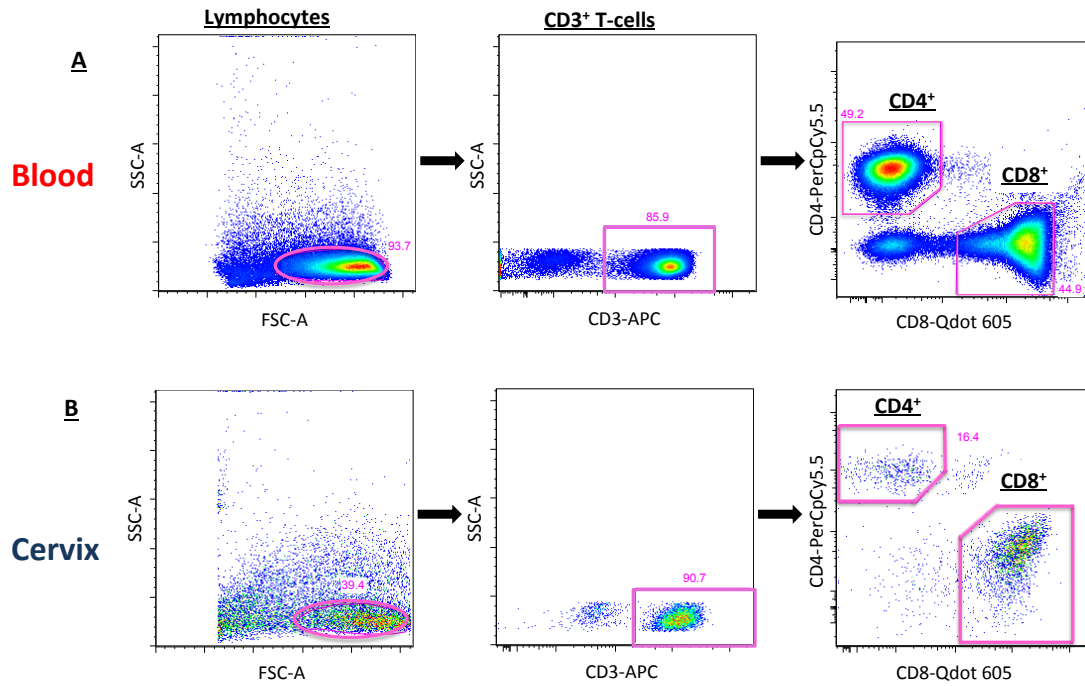 Lymphocytes
CD3⁺ T-cells
A
Blood
SSC-A
93.7
FSC-A
SSC-A
85.9
CD3-APC
CD4-PerCpCy5.5
CD4⁺
49.2
CD8⁺
44.9
CD8-Qdot 605
B
Cervix
SSC-A
39.4
FSC-A
SSC-A
90.7
CD3-APC
CD4-PerCpCy5.5
CD4⁺
16.4
CD8⁺
CD8-Qdot 605